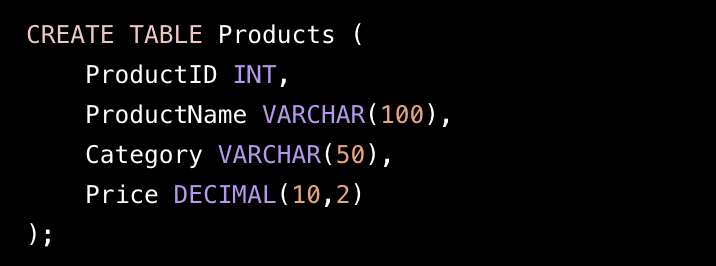 CREATE TABLE Products (
    ProductID INT,
    ProductName VARCHAR(100),
    Category VARCHAR(50),
    Price DECIMAL(10,2)
);